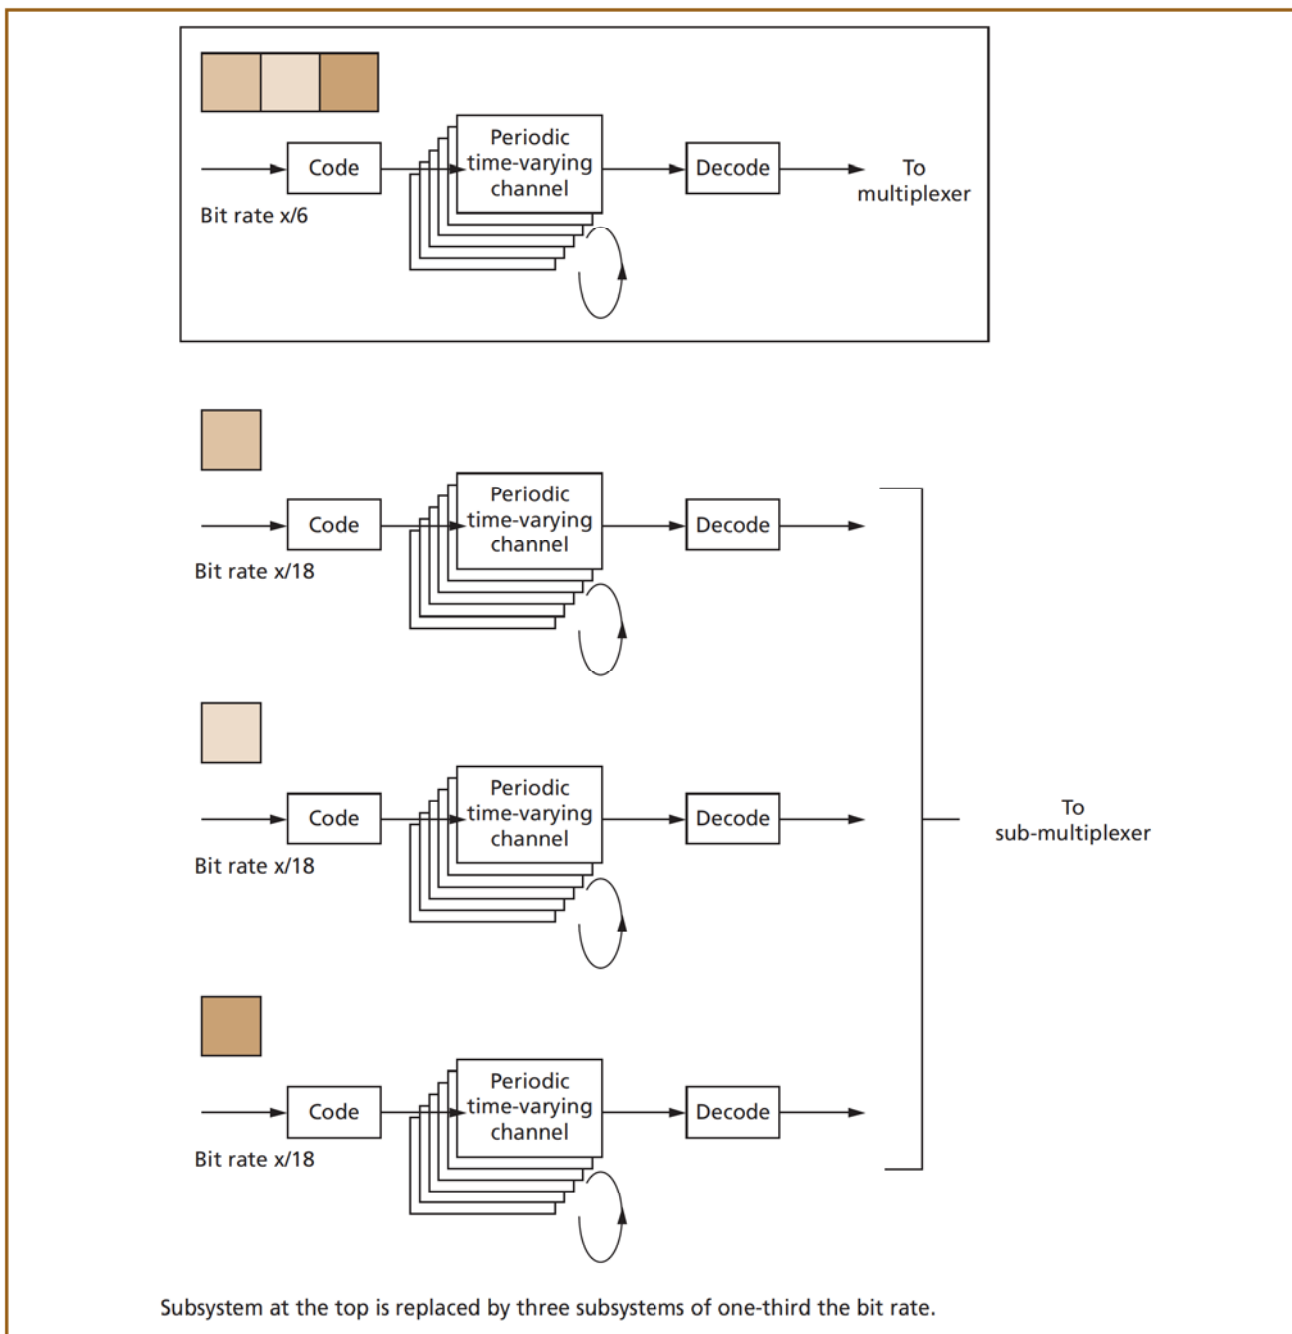 Periodic
time-varying
channel
Code
Decode
To
multiplexer
Bit rate x/6
Periodic
time-varying
channel
Code
Decode
Bit rate x/18
Periodic
time-varying
channel
Code
Decode
To
sub-multiplexer
Bit rate x/18
Periodic
time-varying
channel
Code
Decode
Bit rate x/18
Subsystem at the top is replaced by three subsystems of one-third the bit rate.